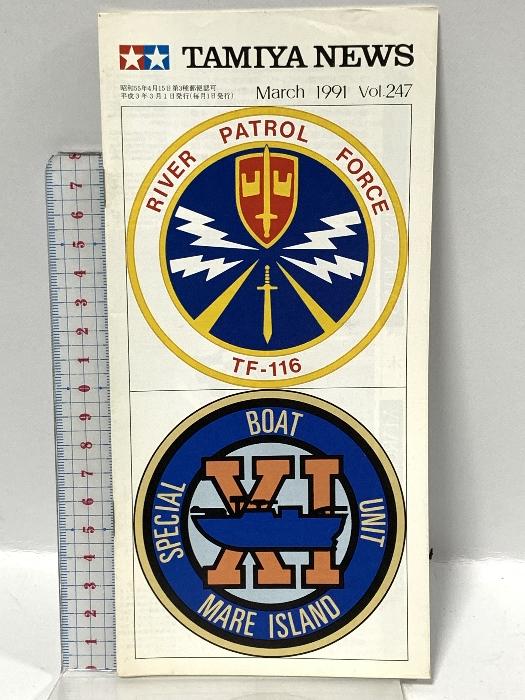 TAMIYA NEWS
昭和55年4月15日第3種郵便認可
平成3年3月1日発行(毎月1日発行)
March 1991 Vol.247
RIVER PATROL FORCE
TF-116
BOAT
SPECIAL
UNIT
XI
MARE ISLAND